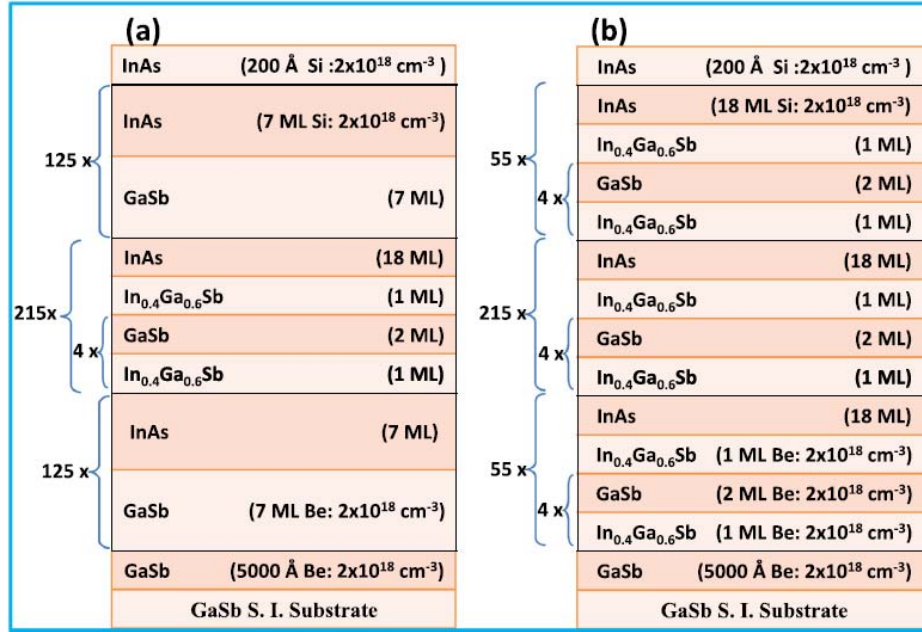 (a)
InAs (200 Å Si :2x10¹⁸ cm⁻³ )
125 x
InAs (7 ML Si: 2x10¹⁸ cm⁻³)
GaSb (7 ML)
215x
InAs (18 ML)
In₀.₄Ga₀.₆Sb (1 ML)
4 x
GaSb (2 ML)
In₀.₄Ga₀.₆Sb (1 ML)
125 x
InAs (7 ML)
GaSb (7 ML Be: 2x10¹⁸ cm⁻³)
GaSb (5000 Å Be: 2x10¹⁸ cm⁻³)
GaSb S. I. Substrate
(b)
InAs (200 Å Si :2x10¹⁸ cm⁻³)
55 x
InAs (18 ML Si: 2x10¹⁸ cm⁻³)
In₀.₄Ga₀.₆Sb (1 ML)
4 x
GaSb (2 ML)
In₀.₄Ga₀.₆Sb (1 ML)
215 x
InAs (18 ML)
In₀.₄Ga₀.₆Sb (1 ML)
4 x
GaSb (2 ML)
In₀.₄Ga₀.₆Sb (1 ML)
55 x
InAs (18 ML)
In₀.₄Ga₀.₆Sb (1 ML Be: 2x10¹⁸ cm⁻³)
4 x
GaSb (2 ML Be: 2x10¹⁸ cm⁻³)
In₀.₄Ga₀.₆Sb (1 ML Be: 2x10¹⁸ cm⁻³)
GaSb (5000 Å Be: 2x10¹⁸ cm⁻³)
GaSb S. I. Substrate